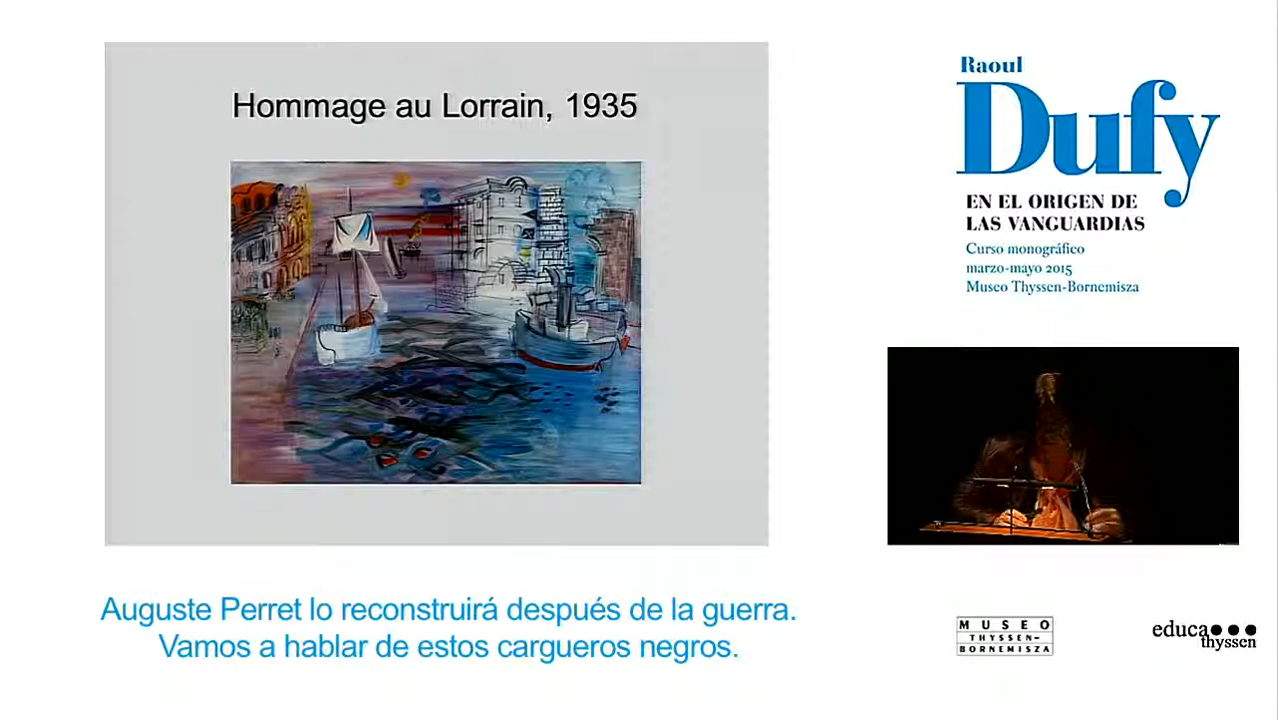 Hommage au Lorrain, 1935
Raoul
Dufy
EN EL ORIGEN DE
LAS VANGUARDIAS
Curso monográfico
marzo-mayo 2015
Museo Thyssen-Bornemisza
Auguste Perret lo reconstruirá después de la guerra.
Vamos a hablar de estos cargueros negros.
MUSEO
THYSSEN-
BORNEMISZA
educa
thyssen